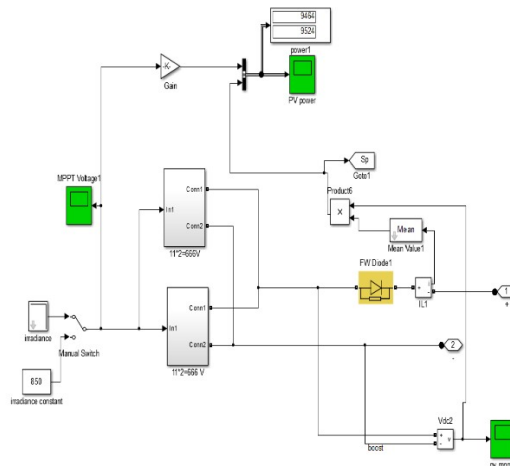 9464
9524
power1
-K-
Gain
PV power
Sp
Goto1
MPPT Voltage1
Conn1
In1
Conn2
11*2=666V
Product6
×
Mean
Mean Value1
FW Diode1
+
-
IL1
1
+
irradiance
Manual Switch
In1
Conn1
Conn2
11*2=666 V
2
-
850
irradiance constant
Vdc2
+
-
v
boost